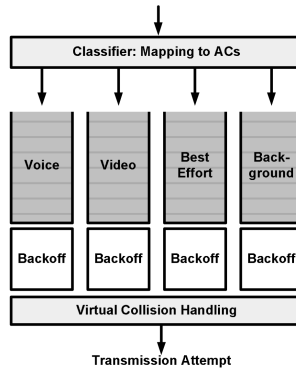 Classifier: Mapping to ACs
Voice
Video
Best
Effort
Back-
ground
Backoff
Backoff
Backoff
Backoff
Virtual Collision Handling
Transmission Attempt